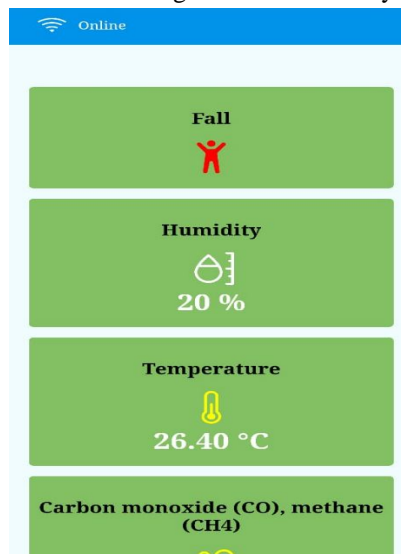 Online
Fall
Humidity
20 %
Temperature
26.40 °C
Carbon monoxide (CO), methane
(CH4)